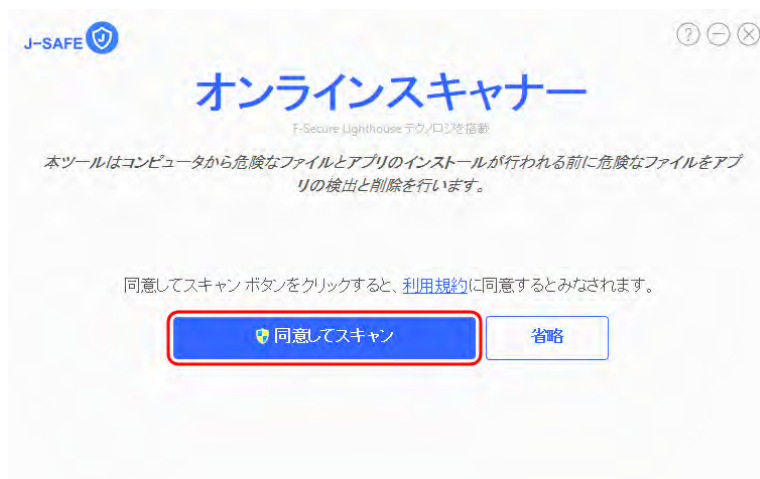 J-SAFE
オンラインスキャナー
F-Secure Lighthouse テクノロジを搭載
本ツールはコンピュータから危険なファイルとアプリのインストールが行われる前に危険なファイルをアプ
リの検出と削除を行います。
同意してスキャン ボタンをクリックすると、利用規約に同意するとみなされます。
同意してスキャン
省略